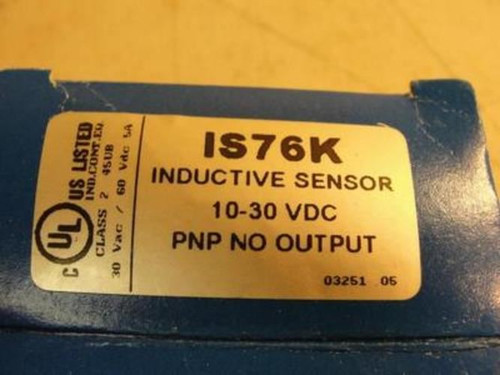 IS76K
INDUCTIVE SENSOR
10-30 VDC
PNP NO OUTPUT
03251 05
C UL US LISTED
IND.CONT.EQ.
CLASS 2 45UB
30 Vac / 60 Vdc 5A